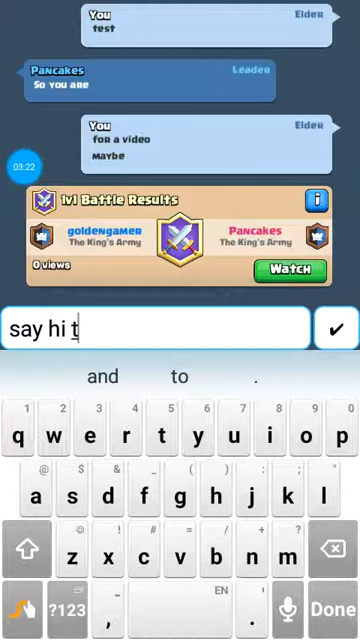 You Elder
test
Pancakes Leader
So you are
You Elder
for a video
maybe
03:22
1v1 Battle Results i
goldengamer Pancakes
The King's Army The King's Army
0 views Watch
say hi t ✔
and to .
1 2 3 4 5 6 7 8 9 0
q w e r t y u i o p
@ $ & _ ( ) : ; "
a s d f g h j k l
☺ ! # % / + ?
z x c v b n m
EN
?123 , . Done